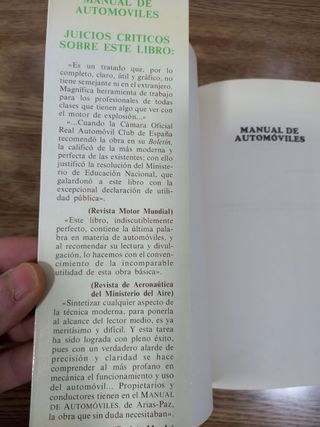 MANUAL DE
AUTOMOVILES
JUICIOS CRITICOS
SOBRE ESTE LIBRO:
«Es un tratado que, por lo
completo, claro, útil y gráfico, no
tiene semejante ni en el extranjero.
Magnífica herramienta de trabajo
para los profesionales de todas
clases que tienen algo que ver con
el motor de explosión...»
«...Cuando la Cámara Oficial
Real Automóvil Club de España
recomendó la obra en su Boletín,
la calificó de la más moderna y
perfecta de las existentes; con ello
justificó la resolución del Ministe-
rio de Educación Nacional, que
galardonó a este libro con la
excepcional declaración de utili-
dad pública».
(Revista Motor Mundial)
«Este libro, indiscutiblemente
perfecto, contiene la última pala-
bra en materia de automóviles, y
al recomendar su lectura y divul-
gación, lo hacemos con el conven-
cimiento de la incomparable
utilidad de esta obra básica».
(Revista de Aeronáutica
del Ministerio del Aire)
«Sintetizar cualquier aspecto de
la técnica moderna, para ponerla
al alcance del lector medio, es ya
meritísimo y difícil. Y esta tarea
ha sido lograda con pleno éxito,
pues con un verdadero alarde de
precisión y claridad se hace
comprender al más profano en
mecánica el funcionamiento y uso
del automóvil... Propietarios y
conductores tienen en el MANUAL
DE AUTOMÓVILES, de Arias-Paz,
la obra que sin duda necesitaban».
MANUAL DE
AUTOMÓVILES